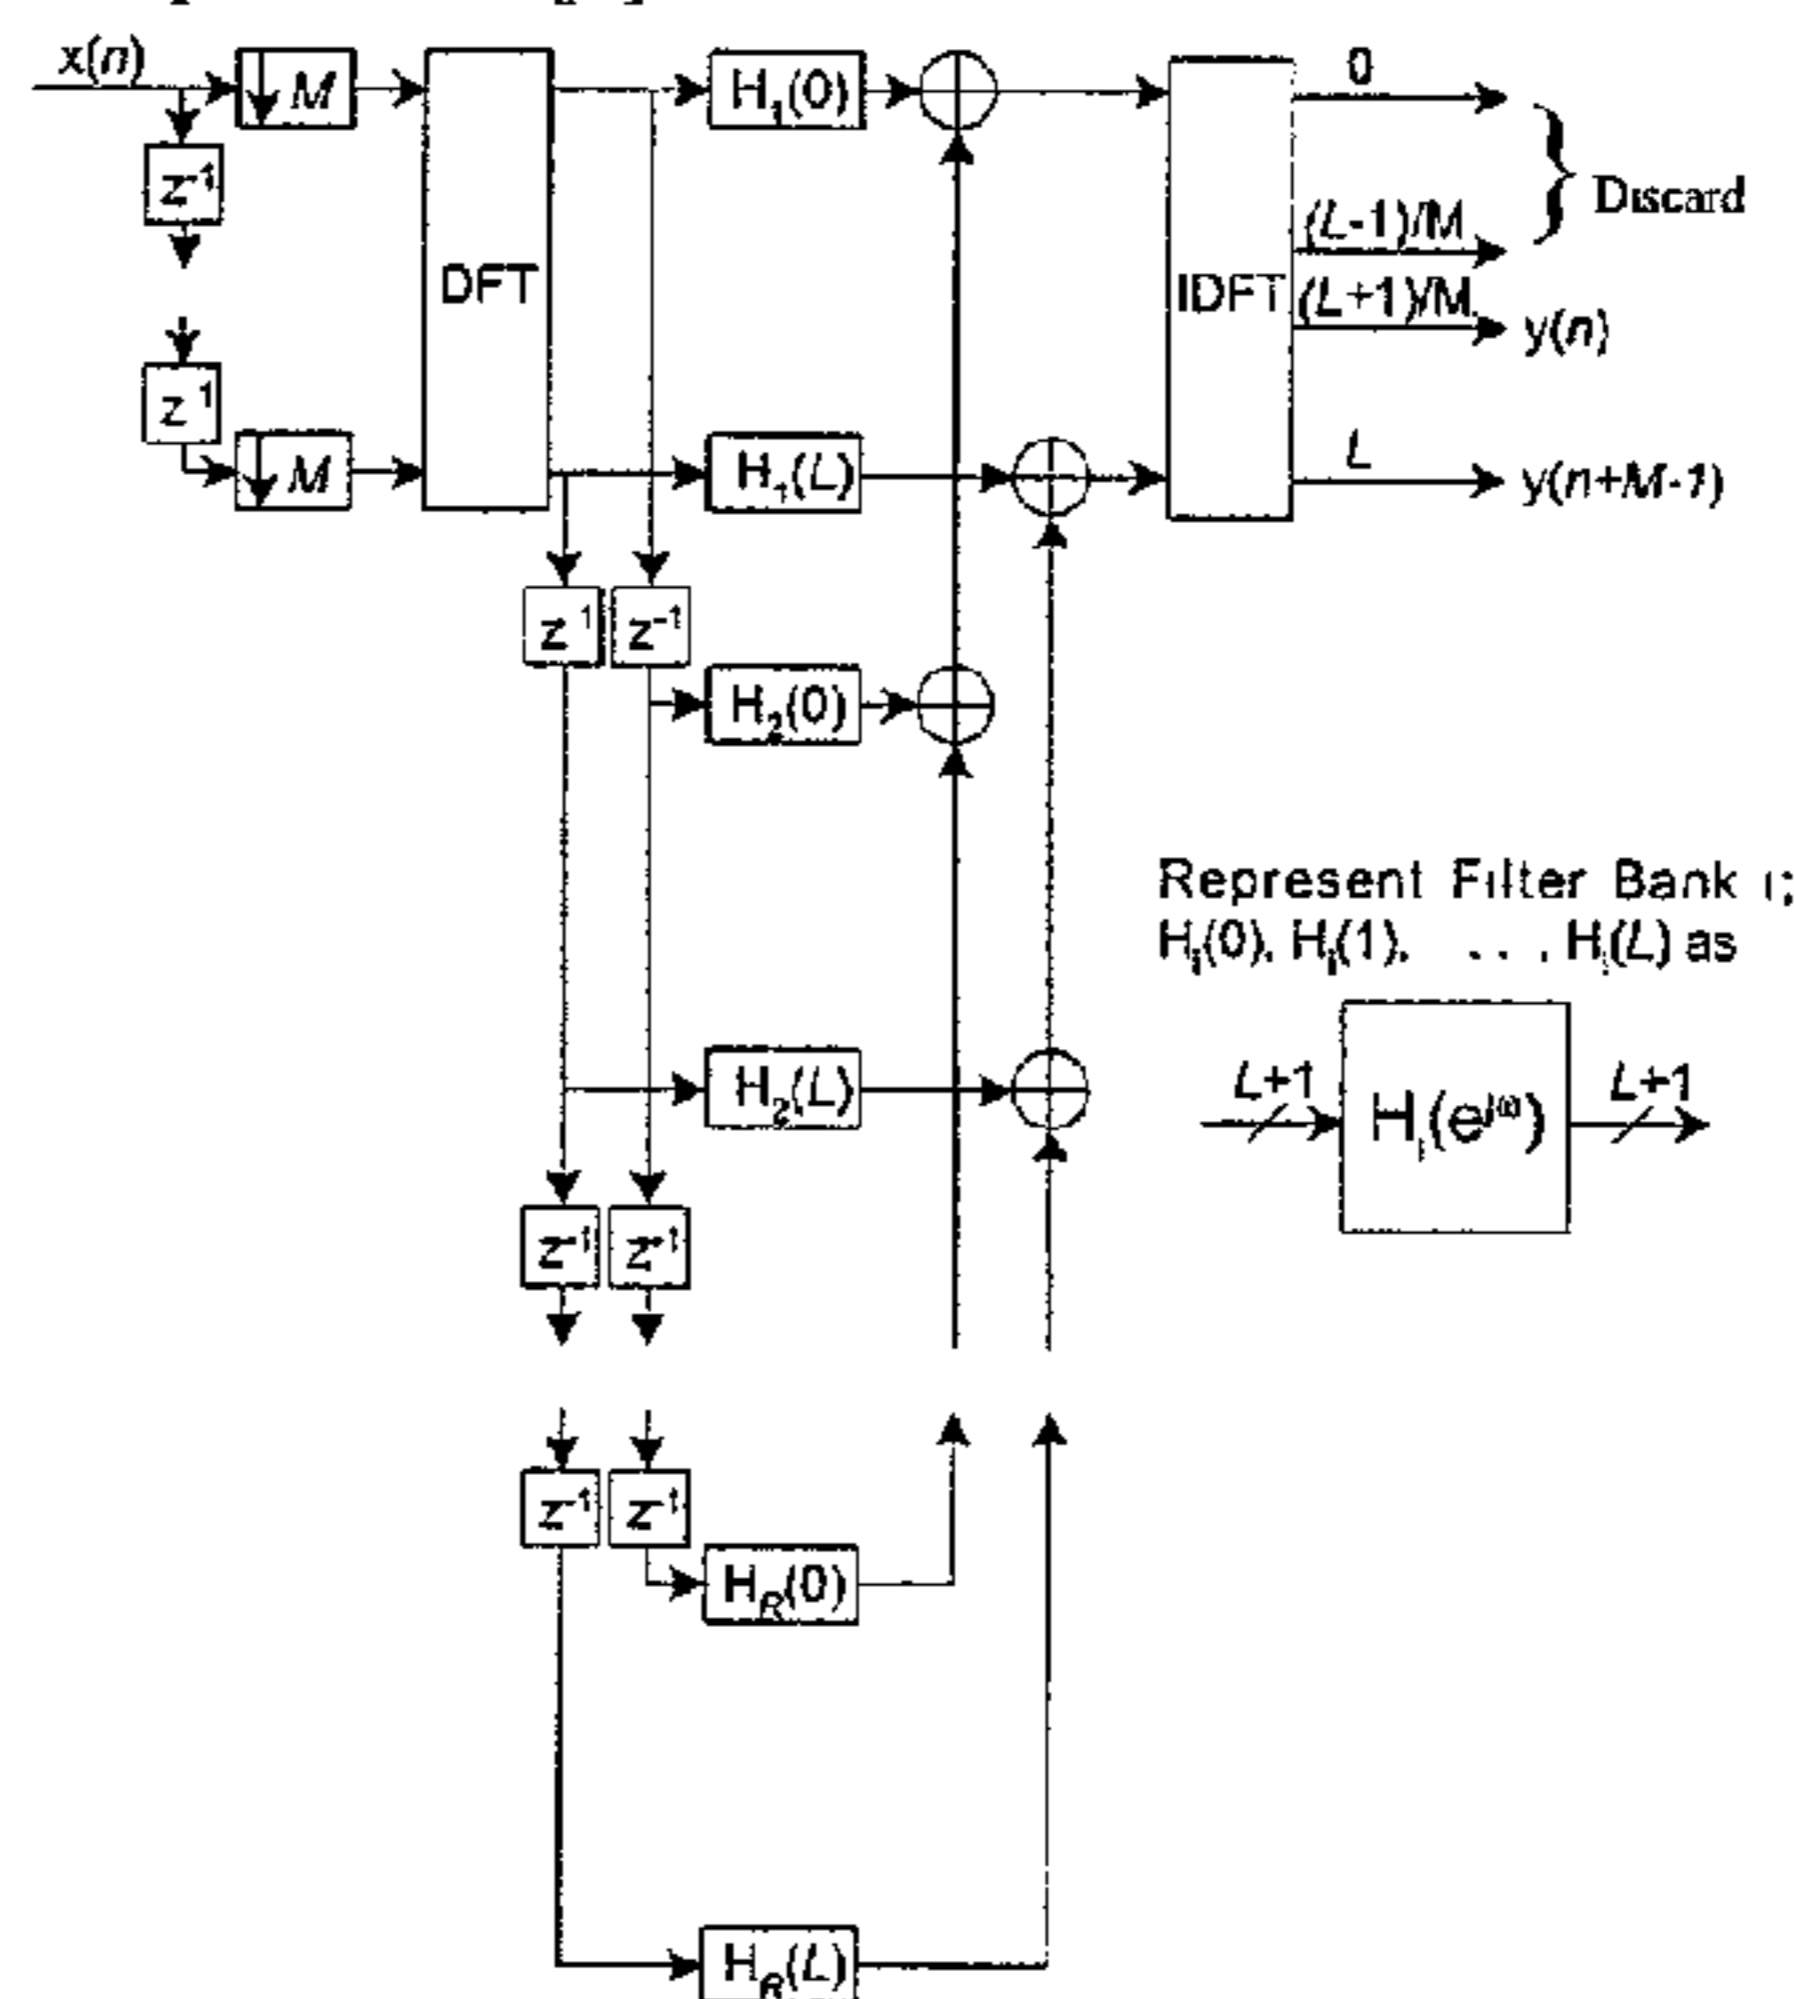 x(n)
↓M
DFT
H₁(0)
0
z⁻¹
Discard
(L-1)/M
IDFT
(L+1)/M
y(n)
z⁻¹
↓M
H₁(L)
L
y(n+M-1)
z⁻¹
z⁻¹
H₂(0)
Represent Filter Bank i;
Hᵢ(0), Hᵢ(1), . . . , Hᵢ(L) as
H₂(L)
L+1
Hᵢ(e^jω)
L+1
z⁻¹
z⁻¹
z⁻¹
z⁻¹
H_R(0)
H_R(L)